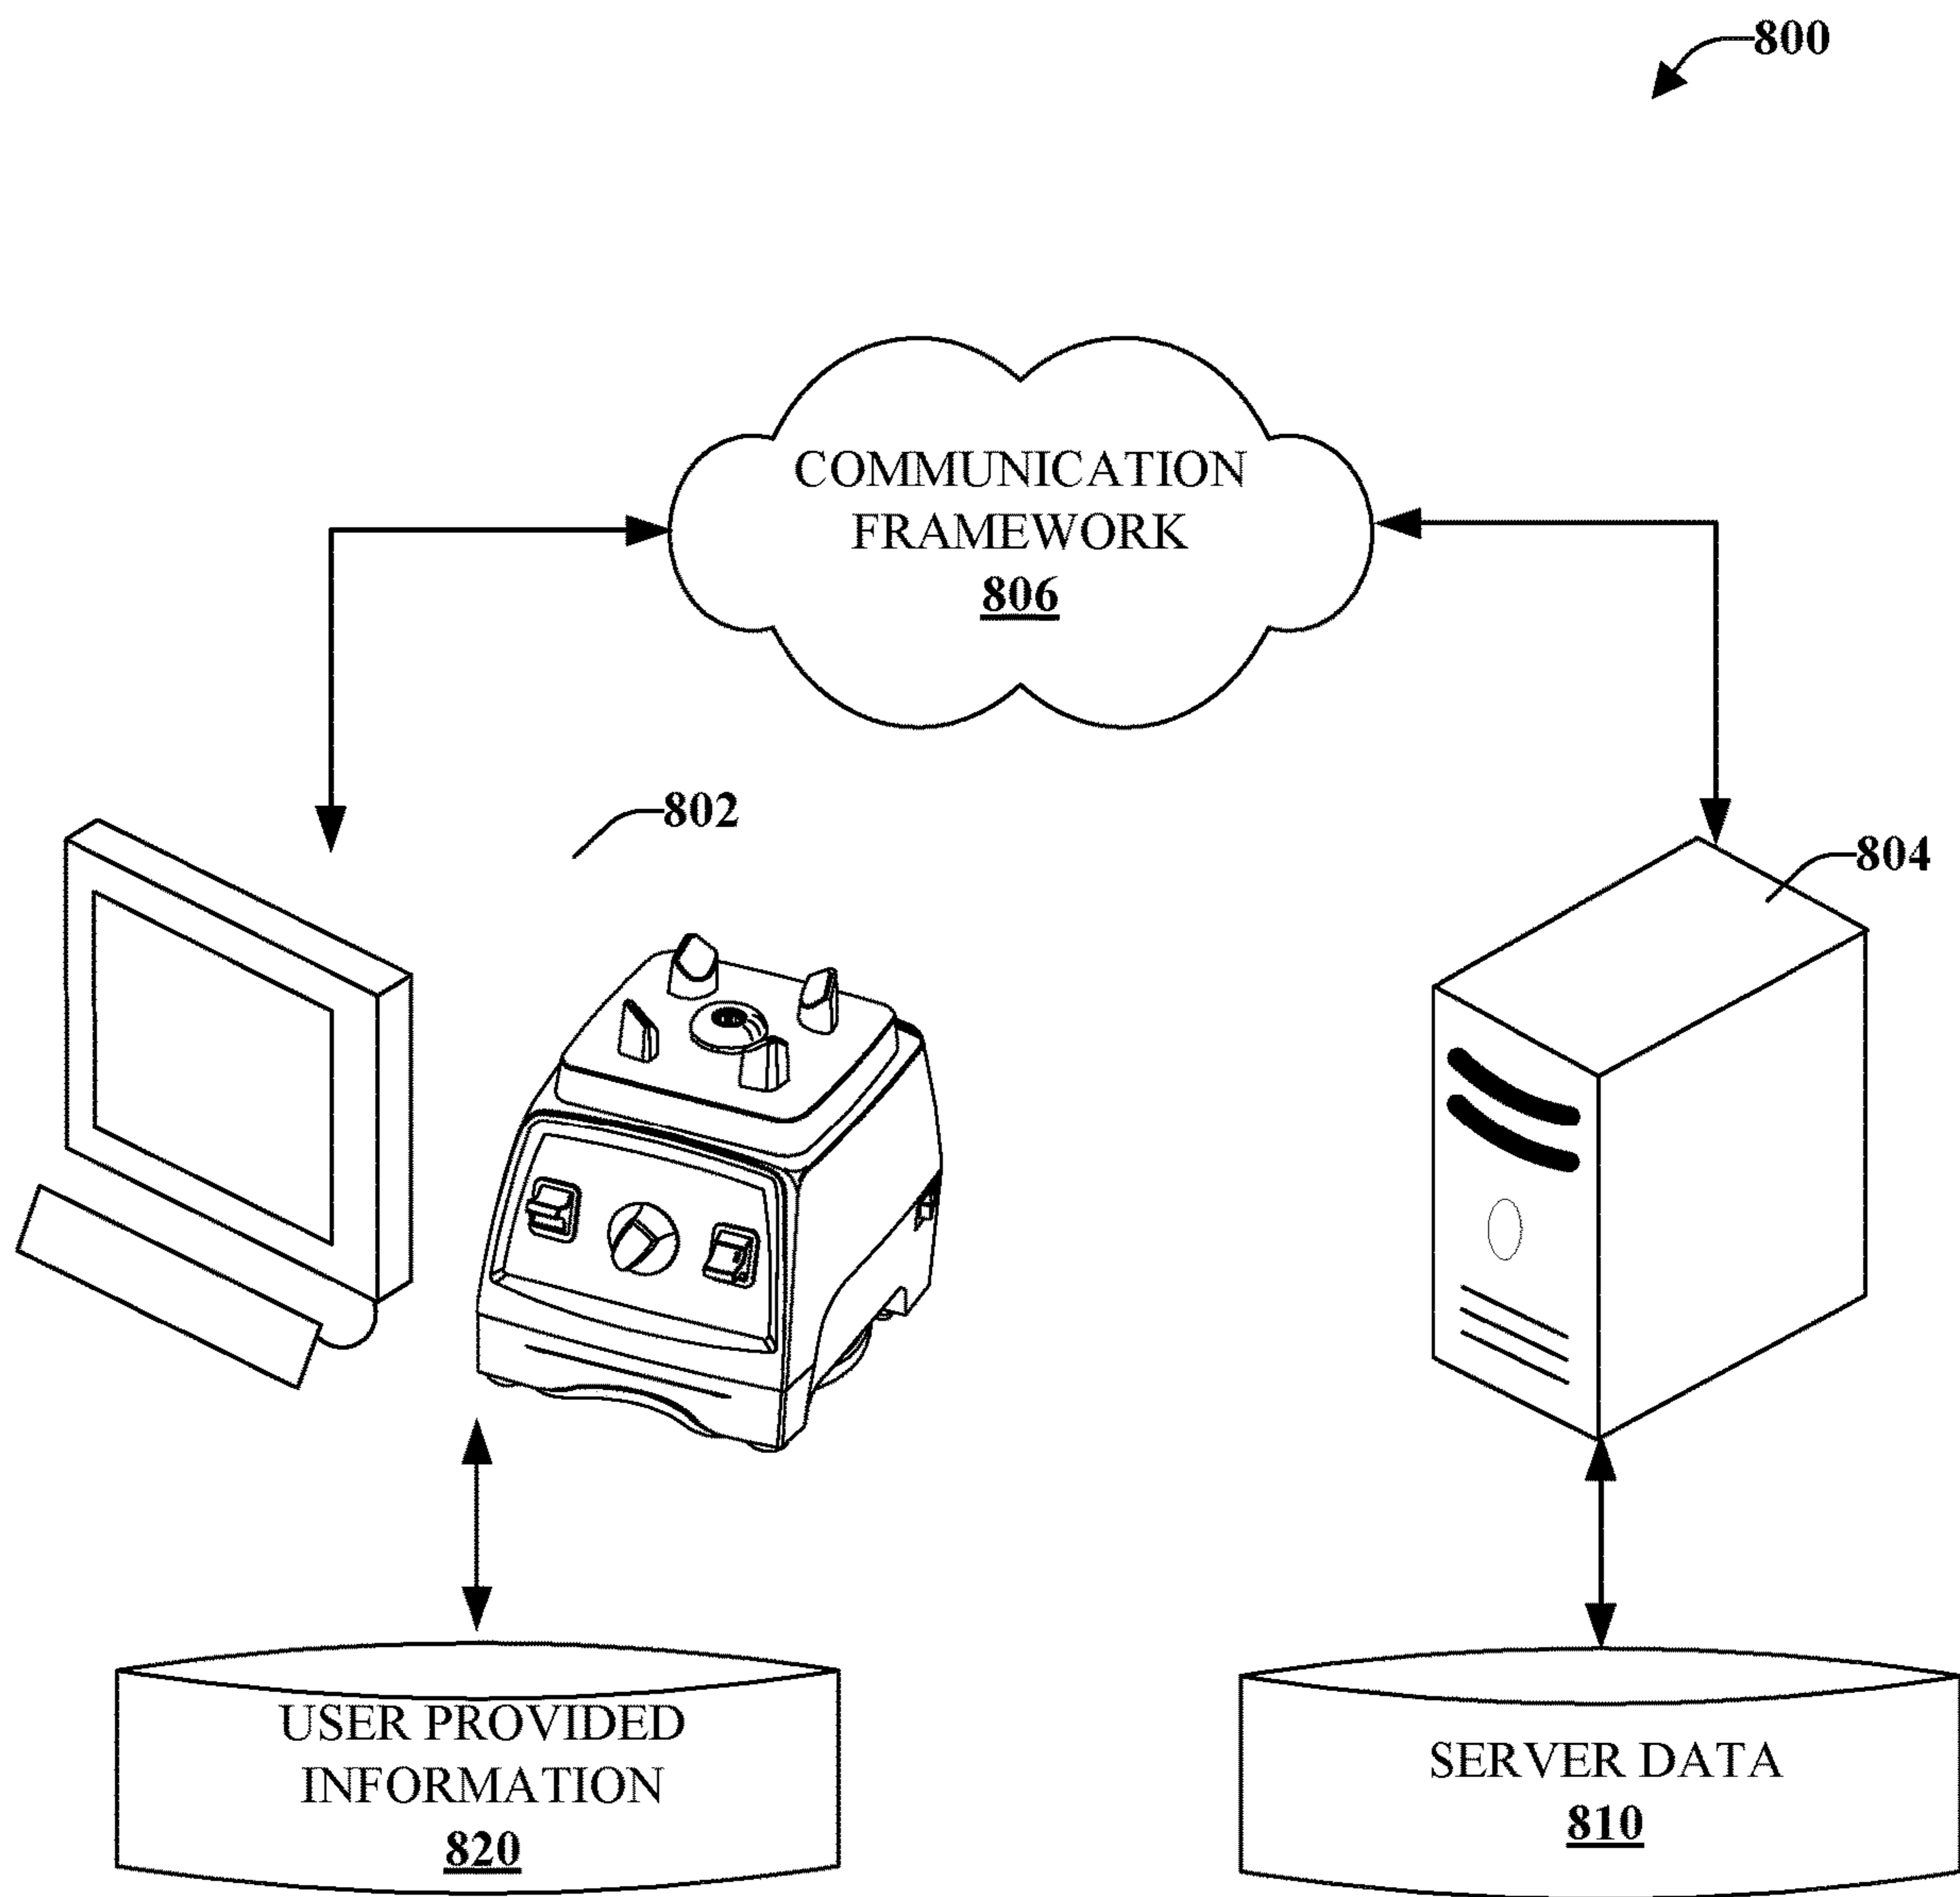 800
COMMUNICATION
FRAMEWORK
806
802
804
USER PROVIDED
INFORMATION
820
SERVER DATA
810